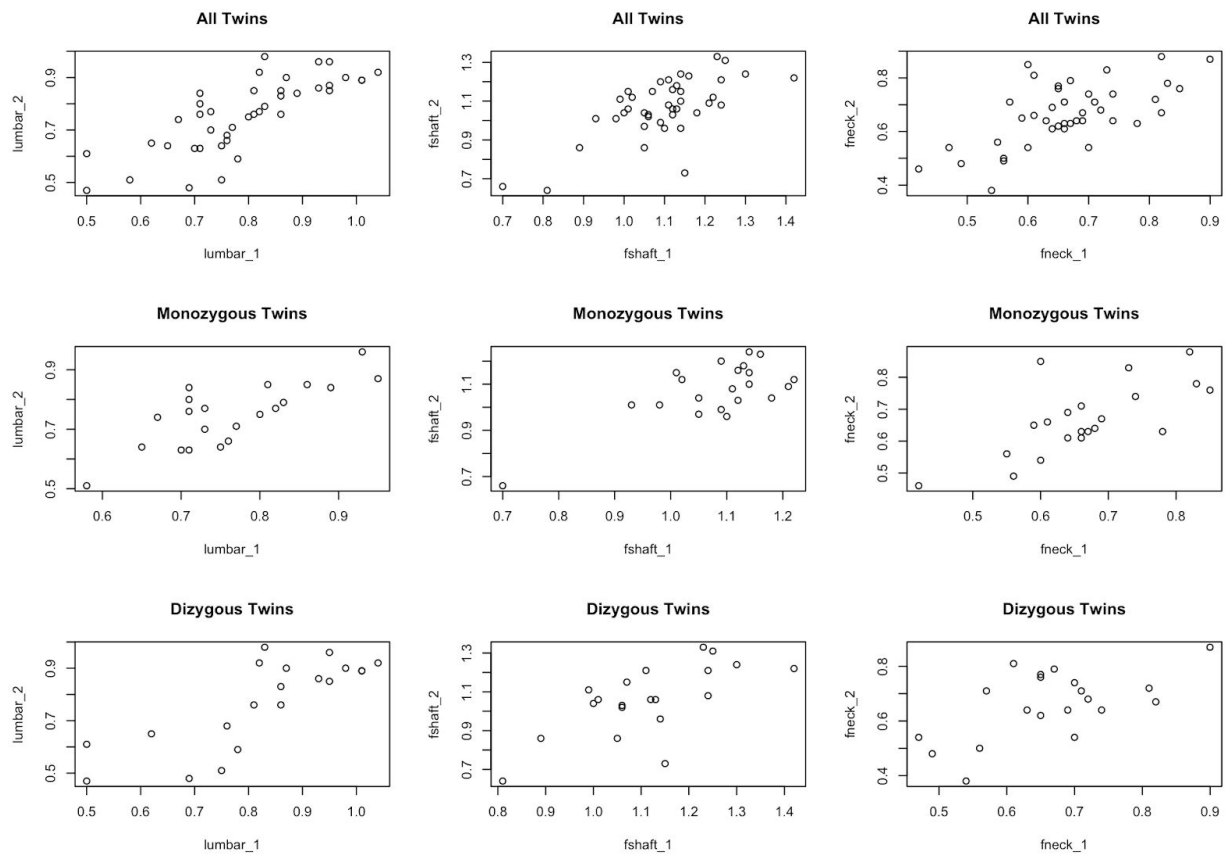 All Twins All Twins All Twins
lumbar_2 0.5 0.7 0.9
0.5 0.6 0.7 0.8 0.9 1.0
lumbar_1
fshaft_2 0.7 0.9 1.1 1.3
0.7 0.8 0.9 1.0 1.1 1.2 1.3 1.4
fshaft_1
fneck_2 0.4 0.6 0.8
0.5 0.6 0.7 0.8 0.9
fneck_1
Monozygous Twins Monozygous Twins Monozygous Twins
lumbar_2 0.5 0.7 0.9
0.6 0.7 0.8 0.9
lumbar_1
fshaft_2 0.7 0.9 1.1
0.7 0.8 0.9 1.0 1.1 1.2
fshaft_1
fneck_2 0.5 0.6 0.7 0.8
0.5 0.6 0.7 0.8
fneck_1
Dizygous Twins Dizygous Twins Dizygous Twins
lumbar_2 0.5 0.7 0.9
0.5 0.6 0.7 0.8 0.9 1.0
lumbar_1
fshaft_2 0.7 0.9 1.1 1.3
0.8 0.9 1.0 1.1 1.2 1.3 1.4
fshaft_1
fneck_2 0.4 0.6 0.8
0.5 0.6 0.7 0.8 0.9
fneck_1